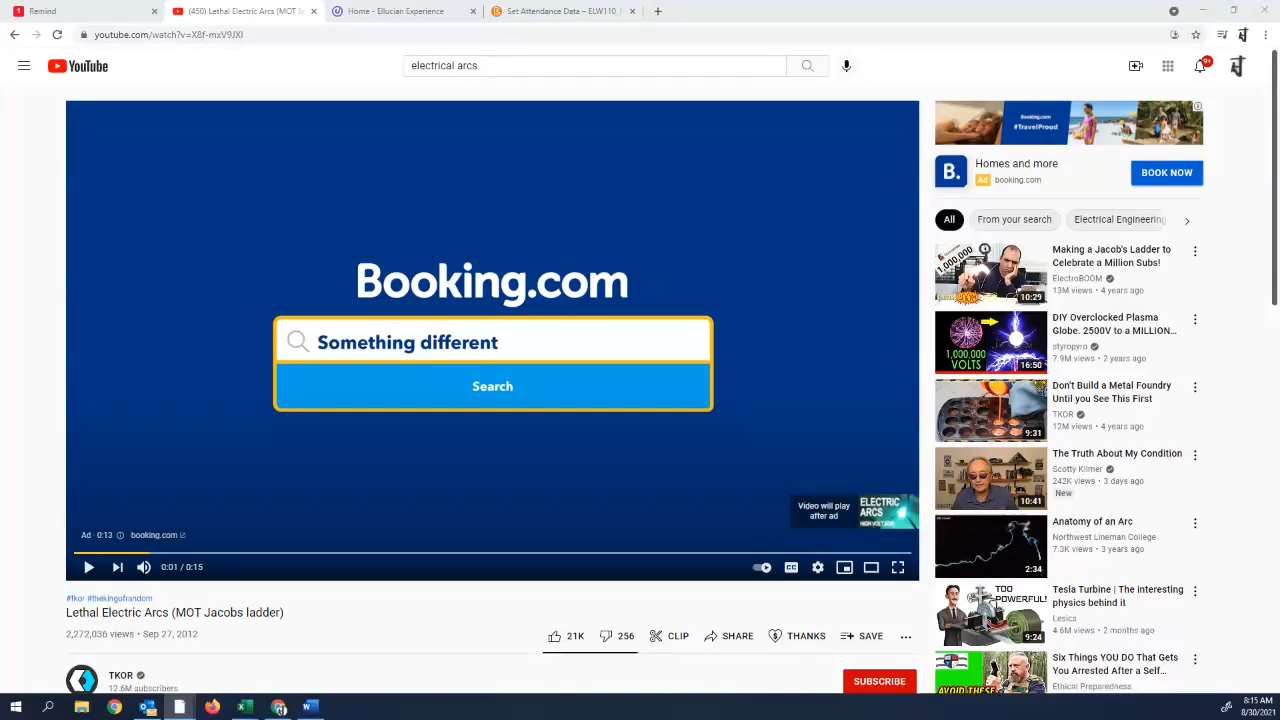 Remind
(450) Lethal Electric Arcs (MOT Ja
Home - Ellucian Experience
Set Attendance Data – ELW110_
youtube.com/watch?v=X8f-mxV9JXI
YouTube
electrical arcs
9+
Booking.com
Something different
Search
Video will play
after ad
ELECTRIC
ARCS
HIGH VOLTAGE
Ad · 0:13
booking.com
0:01 / 0:15
#tkor #thekingofrandom
Lethal Electric Arcs (MOT Jacobs ladder)
2,272,036 views • Sep 27, 2012
21K
256
CLIP
SHARE
THANKS
SAVE
TKOR
12.6M subscribers
SUBSCRIBE
Booking.com
#TravelProud
B.
Homes and more
Ad booking.com
BOOK NOW
All
From your search
Electrical Engineering
1,000,000
10:29
Making a Jacob's Ladder to
Celebrate a Million Subs!
ElectroBOOM
13M views • 4 years ago
1,000,000
VOLTS
16:50
DIY Overclocked Plasma
Globe. 2500V to a MILLION...
styropyro
7.9M views • 2 years ago
9:31
Don't Build a Metal Foundry
Until you See This First
TKOR
12M views • 4 years ago
10:41
The Truth About My Condition
Scotty Kilmer
242K views • 3 days ago
New
2:34
Anatomy of an Arc
Northwest Lineman College
7.3K views • 3 years ago
TOO
POWERFUL!
9:24
Tesla Turbine | The interesting
physics behind it
Lesics
4.6M views • 2 months ago
AVOID THESE
Six Things YOU DO That Gets
You Arrested After a Self...
Ethical Preparedness
8:15 AM
8/30/2021